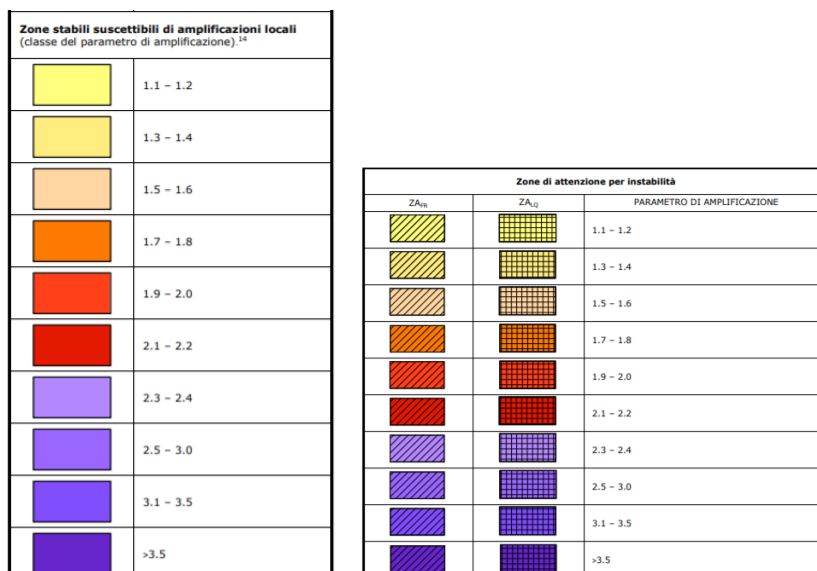 Zone stabili suscettibili di amplificazioni locali
(classe del parametro di amplificazione).14
1.1 – 1.2
1.3 – 1.4
1.5 – 1.6
1.7 – 1.8
1.9 – 2.0
2.1 – 2.2
2.3 – 2.4
2.5 – 3.0
3.1 – 3.5
>3.5
Zone di attenzione per instabilità
ZAFR ZALQ PARAMETRO DI AMPLIFICAZIONE
1.1 – 1.2
1.3 – 1.4
1.5 – 1.6
1.7 – 1.8
1.9 – 2.0
2.1 – 2.2
2.3 – 2.4
2.5 – 3.0
3.1 – 3.5
>3.5